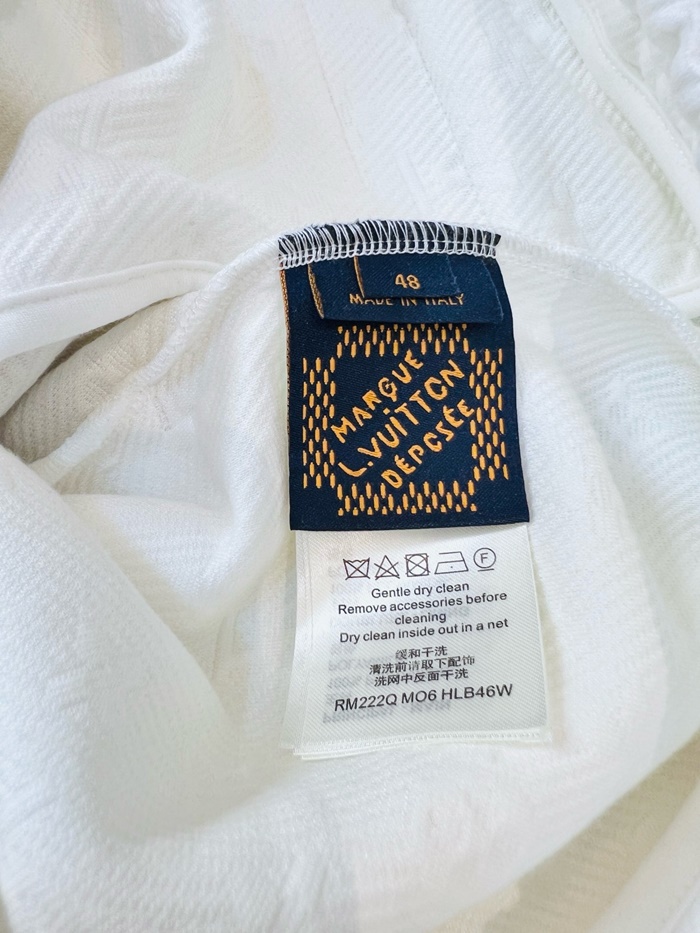 48
MADE IN ITALY
MARQUE
L.VUITTON
DÉPOSÉE
F
Gentle dry clean
Remove accessories before
cleaning
Dry clean inside out in a net
缓和干洗
清洗前请取下配饰
洗网中反面干洗
RM222Q MO6 HLB46W